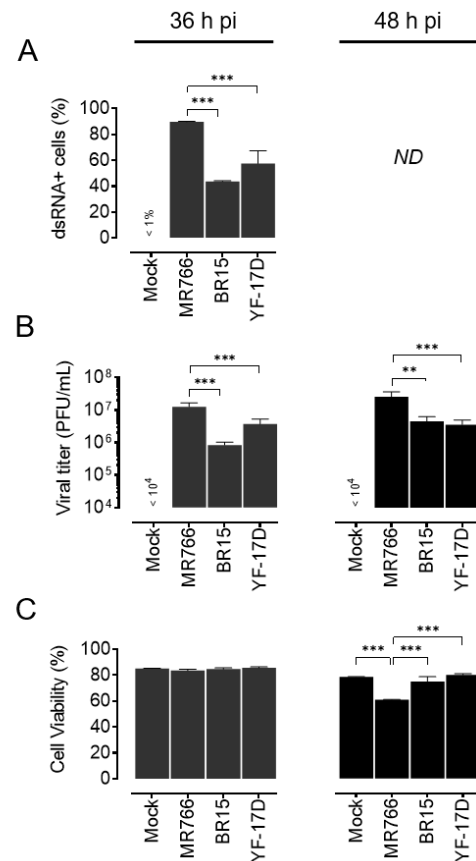 36 h pi
48 h pi
A
dsRNA+ cells (%)
100
80
60
40
20
0
***
***
< 1%
Mock
MR766
BR15
YF-17D
ND
B
Viral titer (PFU/mL)
10⁸
10⁷
10⁶
10⁵
10⁴
***
***
< 10⁴
Mock
MR766
BR15
YF-17D
***
**
< 10⁴
Mock
MR766
BR15
YF-17D
C
Cell Viability (%)
100
80
60
40
20
0
Mock
MR766
BR15
YF-17D
***
*** ***
Mock
MR766
BR15
YF-17D